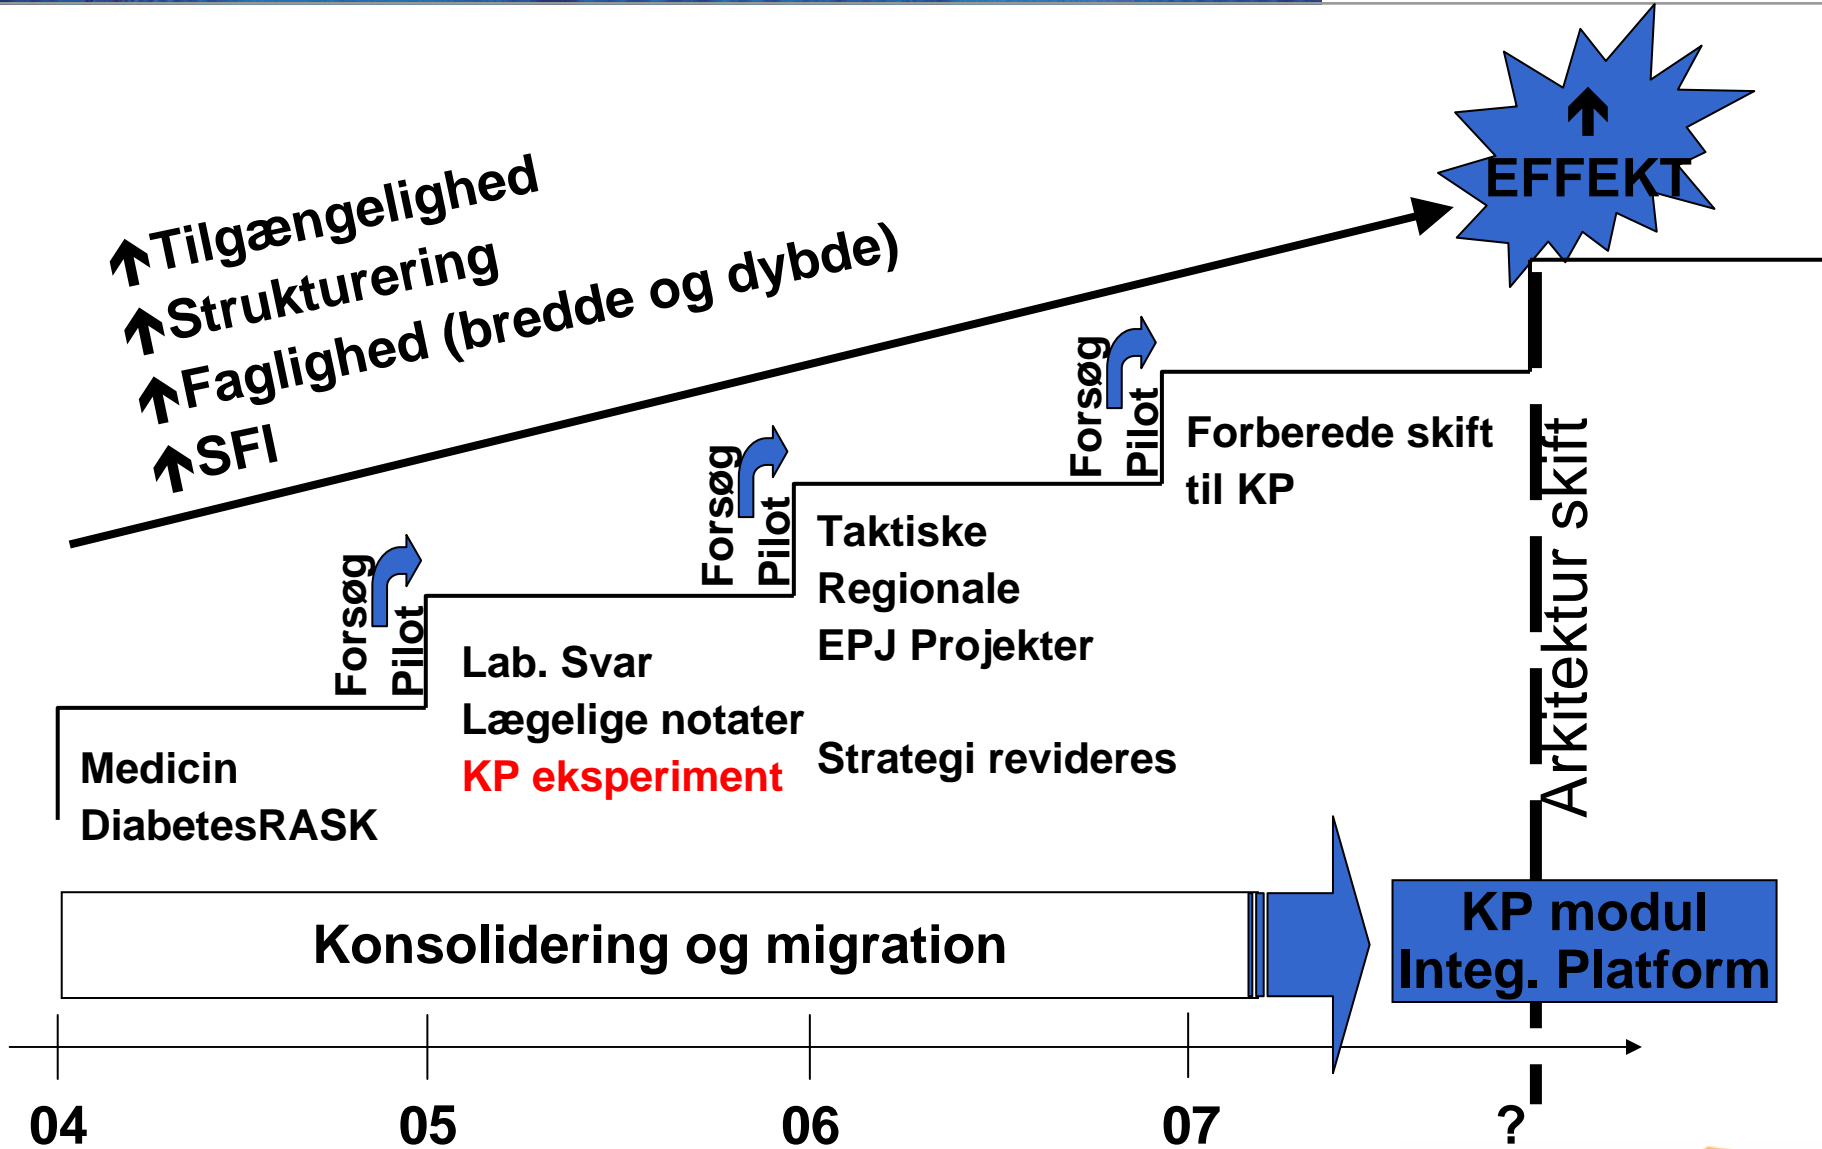 ↑
EFFEKT
↑Tilgængelighed
↑Strukturering
↑Faglighed (bredde og dybde)
↑SFI
Forsøg
Pilot
Forsøg
Pilot
Forsøg
Pilot
Medicin
DiabetesRASK
Lab. Svar
Lægelige notater
KP eksperiment
Taktiske
Regionale
EPJ Projekter
Strategi revideres
Forberede skift
til KP
Arkitektur skift
Konsolidering og migration
KP modul
Integ. Platform
04
05
06
07
?